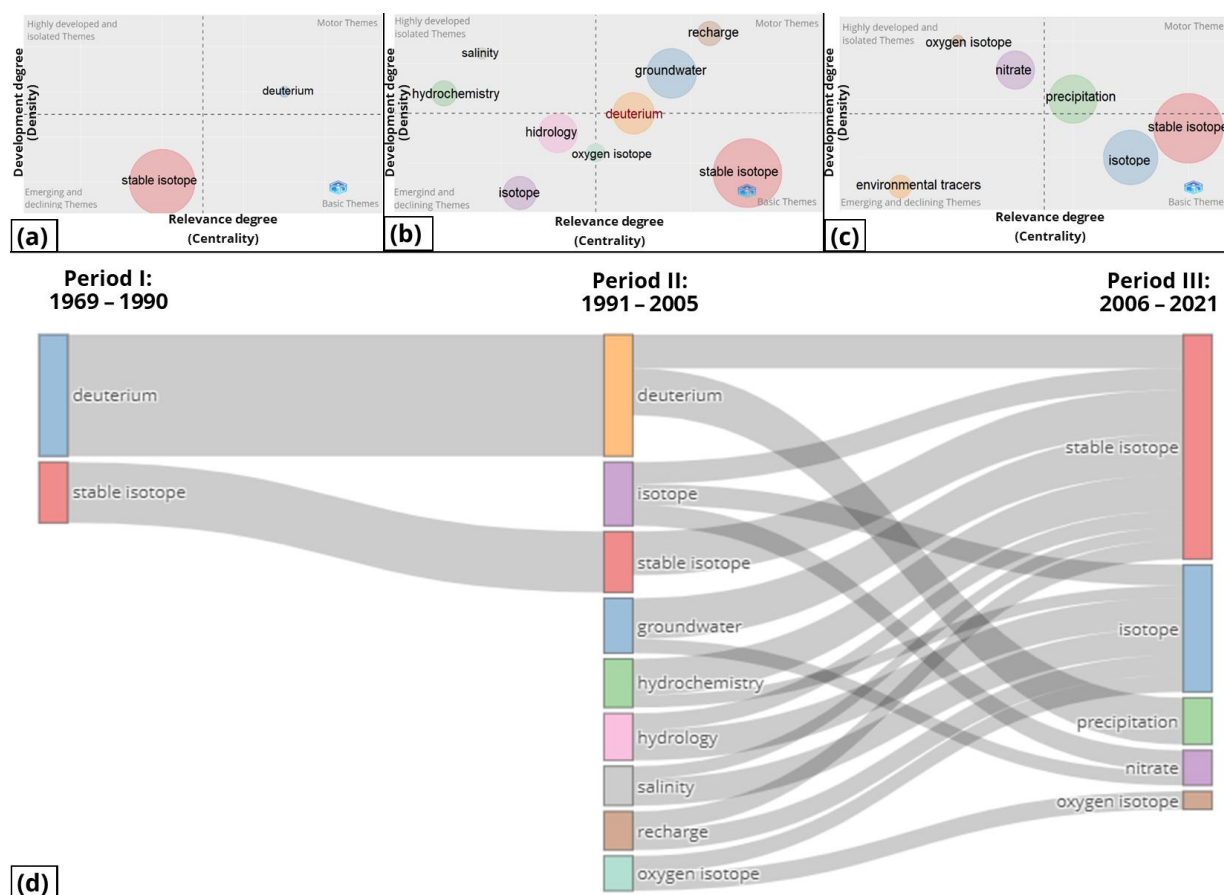 Highly developed and
isolated Themes
Motor Themes
deuterium
stable isotope
Emerging and
declining Themes
Basic Themes
Development degree
(Density)
Relevance degree
(Centrality)
(a)
Highly developed and
isolated Themes
Motor Themes
recharge
salinity
groundwater
hydrochemistry
deuterium
hidrology
oxygen isotope
stable isotope
isotope
Emergind and
declining Themes
Basic Themes
Development degree
(Density)
Relevance degree
(Centrality)
(b)
Highly developed and
isolated Themes
Motor Themes
oxygen isotope
nitrate
precipitation
stable isotope
isotope
environmental tracers
Emerging and declining Themes
Basic Theme
Development degree
(Density)
Relevance degree
(Centrality)
(c)
Period I:
1969 – 1990
Period II:
1991 – 2005
Period III:
2006 – 2021
deuterium
stable isotope
deuterium
isotope
stable isotope
groundwater
hydrochemistry
hydrology
salinity
recharge
oxygen isotope
stable isotope
isotope
precipitation
nitrate
oxygen isotope
(d)